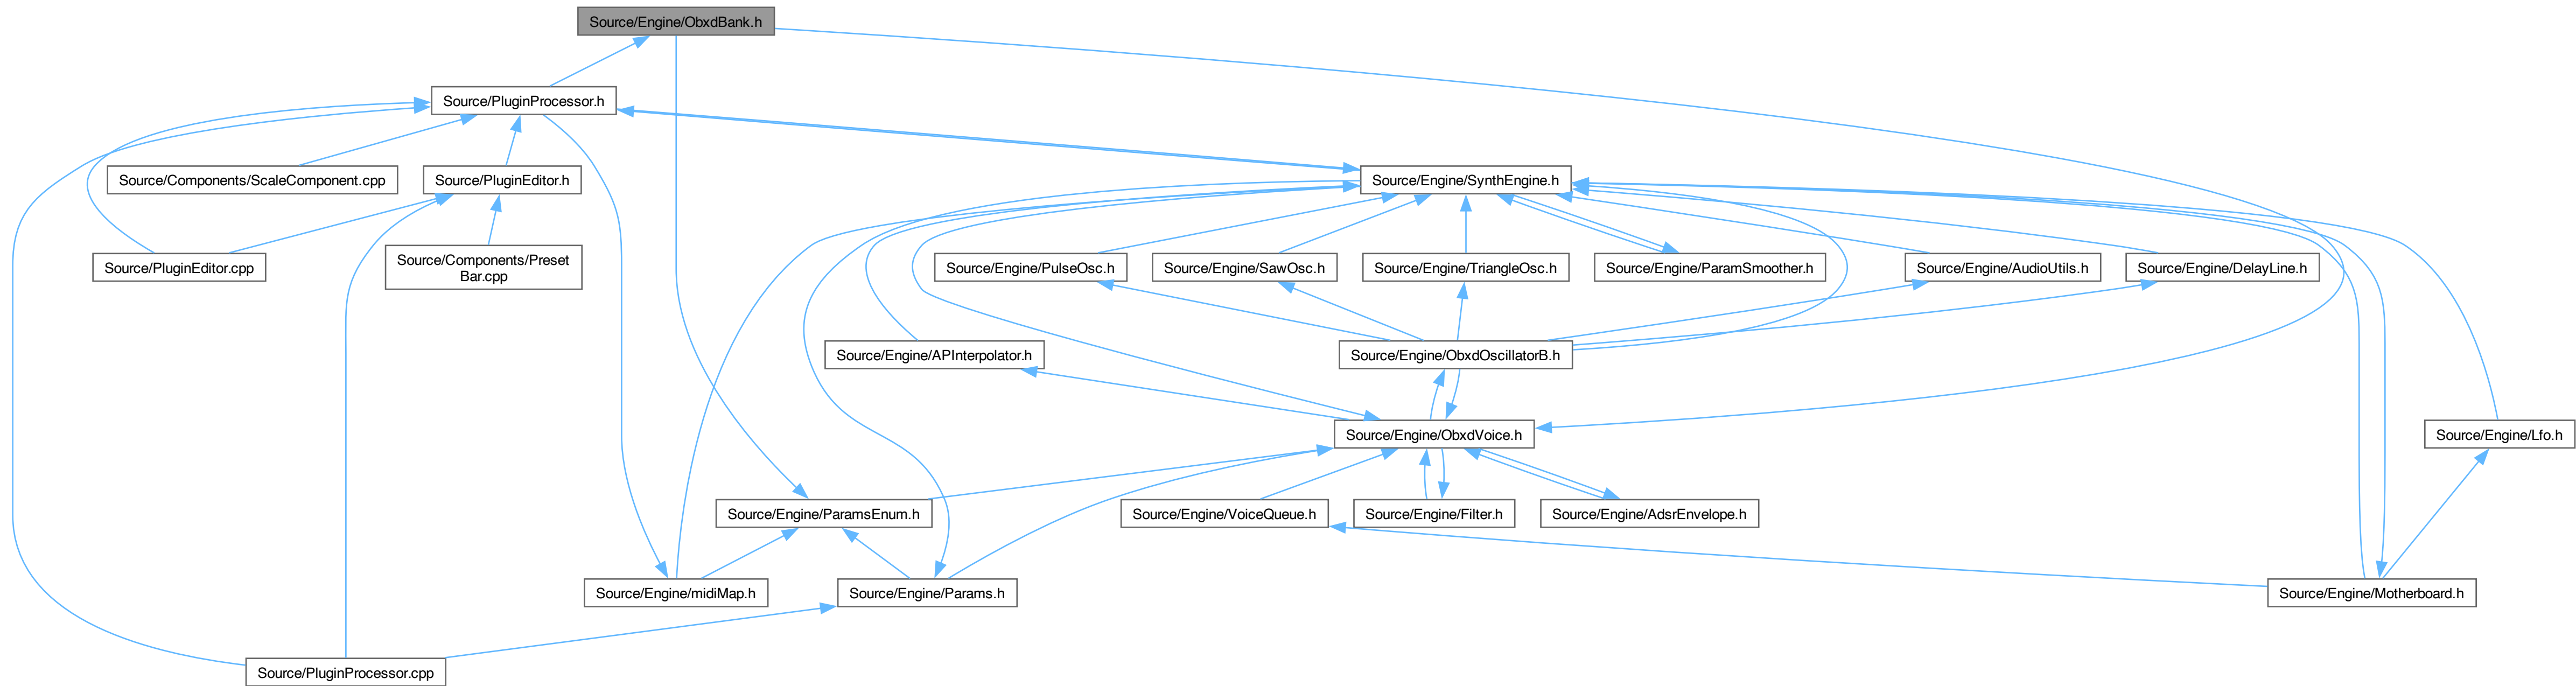 Source/Engine/ObxdBank.h
Source/PluginProcessor.h
Source/Components/ScaleComponent.cpp
Source/PluginEditor.h
Source/Engine/SynthEngine.h
Source/PluginEditor.cpp
Source/Components/Preset
Bar.cpp
Source/Engine/PulseOsc.h
Source/Engine/SawOsc.h
Source/Engine/TriangleOsc.h
Source/Engine/ParamSmoother.h
Source/Engine/AudioUtils.h
Source/Engine/DelayLine.h
Source/Engine/APInterpolator.h
Source/Engine/ObxdOscillatorB.h
Source/Engine/ObxdVoice.h
Source/Engine/Lfo.h
Source/Engine/ParamsEnum.h
Source/Engine/VoiceQueue.h
Source/Engine/Filter.h
Source/Engine/AdsrEnvelope.h
Source/Engine/midiMap.h
Source/Engine/Params.h
Source/Engine/Motherboard.h
Source/PluginProcessor.cpp